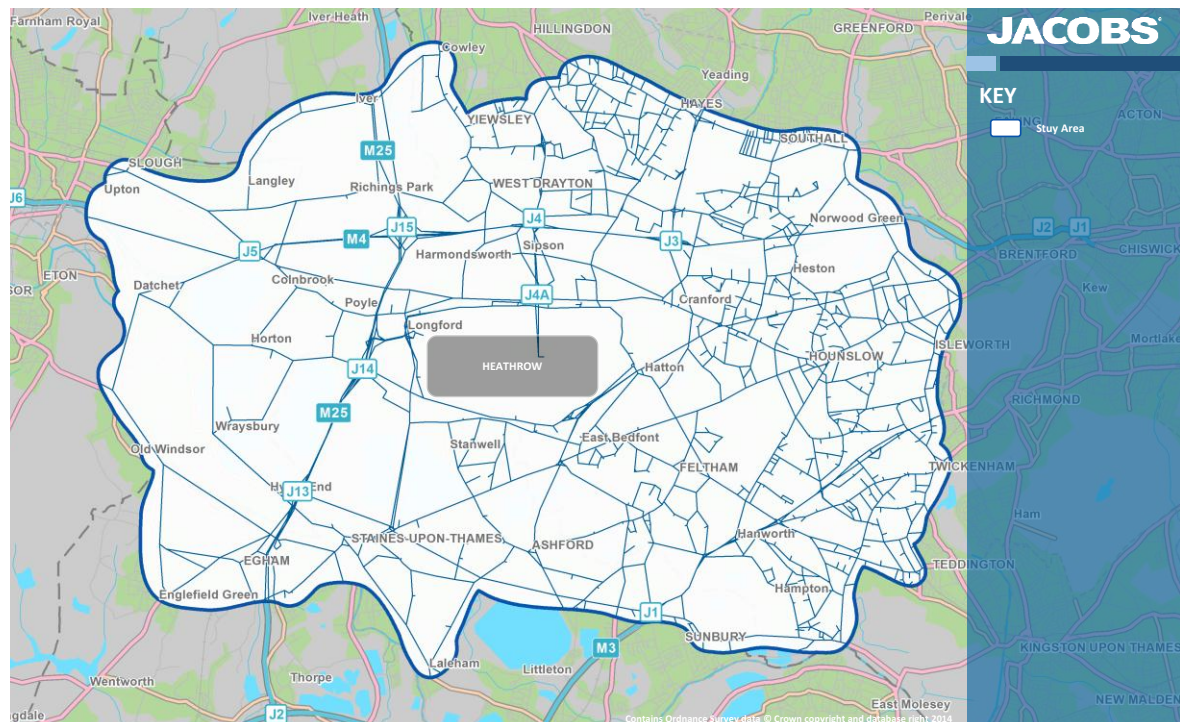 Farnham Royal
Iver Heath
HILLINGDON
Perivale
GREENFORD
JACOBS
Cowley
Yeading
KEY
Iver
HAYES
YIEWSLEY
ACTON
Stuy Area
SOUTHALL
M25
SLOUGH
Upton
Langley
Richings Park
WEST DRAYTON
J6
J15
J4
Norwood Green
J2
J1
M4
J3
J5
Sipson
Harmondsworth
CHISWICK
BRENTFORD
ETON
Heston
Colnbrook
Datchet
Kew
J4A
Poyle
Cranford
Longford
Horton
Mortlake
ISLEWORTH
HOUNSLOW
HEATHROW
Hatton
J14
RICHMOND
M25
Wraysbury
Old Windsor
Stanwell
East Bedfont
FELTHAM
TWICKENHAM
J13
End
Ham
Hanworth
STAINES-UPON-THAMES
ASHFORD
EGHAM
TEDDINGTON
Englefield Green
Hampton
J1
SUNBURY
M3
KINGSTON UPON THAMES
Laleham
Littleton
Thorpe
Wentworth
NEW MALDEN
East Molesey
J2
gdale
Contains Ordnance Survey data © Crown copyright and database right 2014